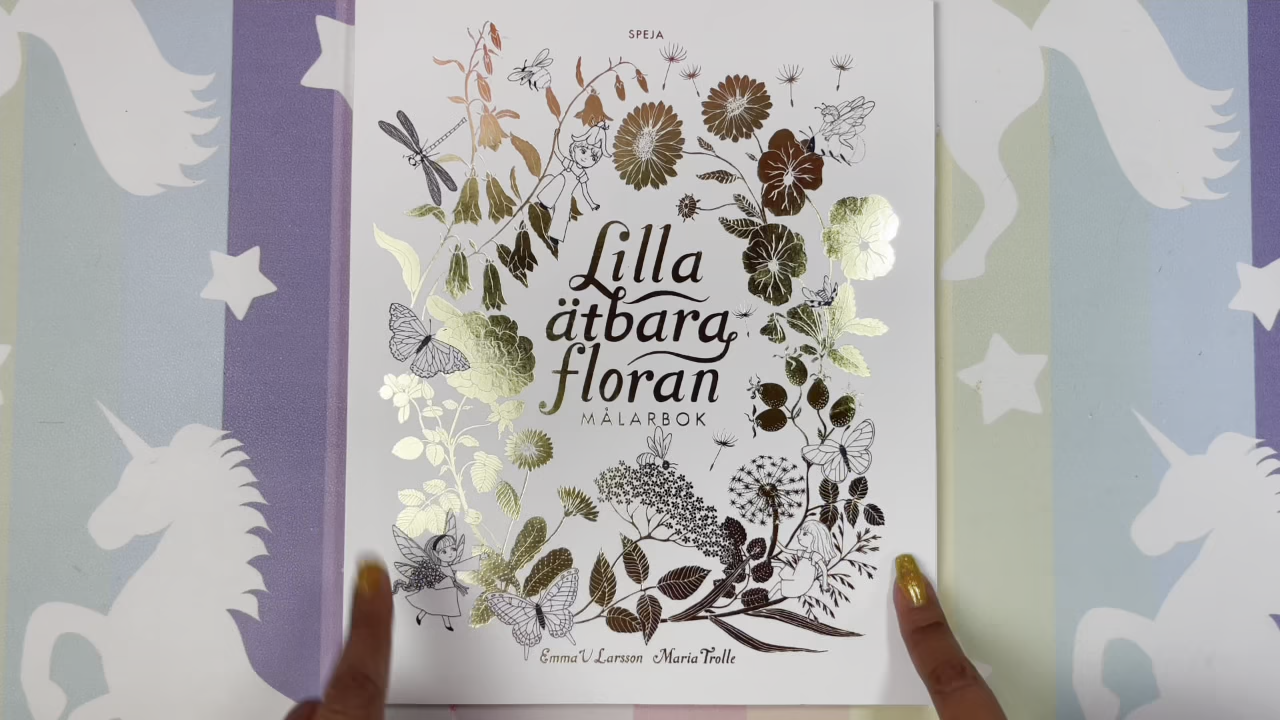 SPEJA
Lilla
ätbara
floran
MÅLARBOK
Emma V Larsson Maria Trolle